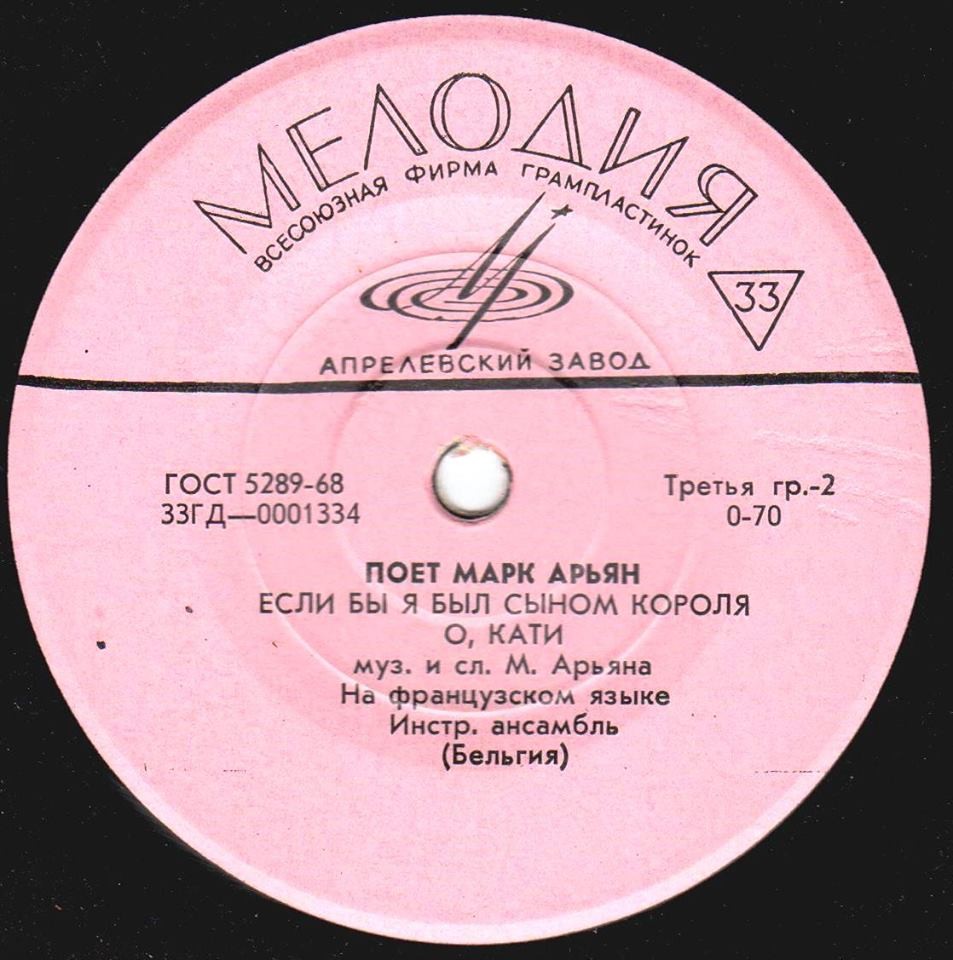 МЕЛОДИЯ
ВСЕСОЮЗНАЯ ФИРМА ГРАМПЛАСТИНОК
33
АПРЕЛЕВСКИЙ ЗАВОД
ГОСТ 5289-68
Третья гр.-2
33ГД—0001334
0-70
ПОЕТ МАРК АРЬЯН
ЕСЛИ БЫ Я БЫЛ СЫНОМ КОРОЛЯ
О, КАТИ
муз. и сл. М. Арьяна
На французском языке
Инстр. ансамбль
(Бельгия)